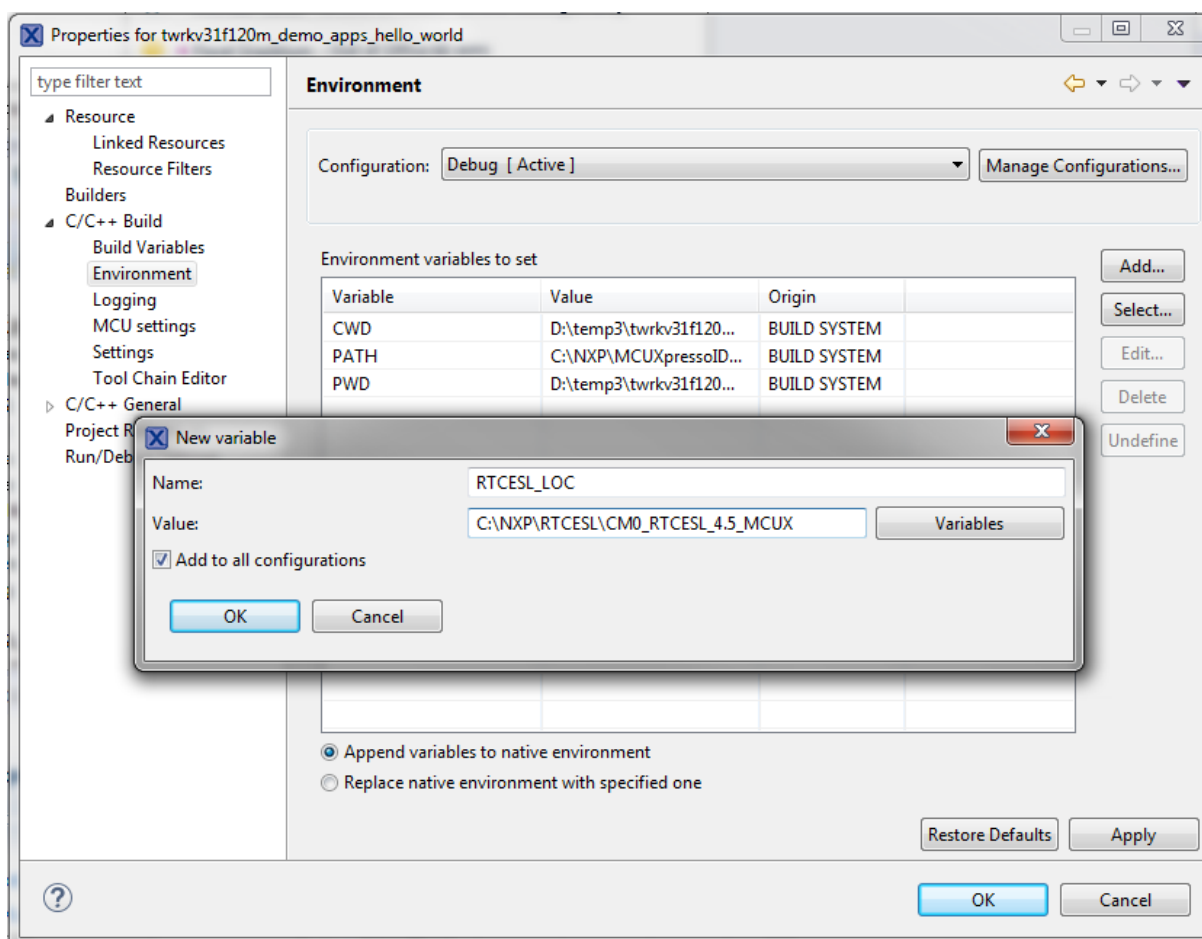 Properties for twrkv31f120m_demo_apps_hello_world
type filter text
Resource
Linked Resources
Resource Filters
Builders
C/C++ Build
Build Variables
Environment
Logging
MCU settings
Settings
Tool Chain Editor
C/C++ General
Project R
Run/Deb
Environment
Configuration: Debug [ Active ] Manage Configurations...
Environment variables to set
Variable Value Origin
CWD D:\temp3\twrkv31f120... BUILD SYSTEM
PATH C:\NXP\MCUXpressoID... BUILD SYSTEM
PWD D:\temp3\twrkv31f120... BUILD SYSTEM
Add...
Select...
Edit...
Delete
Undefine
New variable
Name: RTCESL_LOC
Value: C:\NXP\RTCESL\CM0_RTCESL_4.5_MCUX Variables
Add to all configurations
OK Cancel
Append variables to native environment
Replace native environment with specified one
Restore Defaults Apply
? OK Cancel